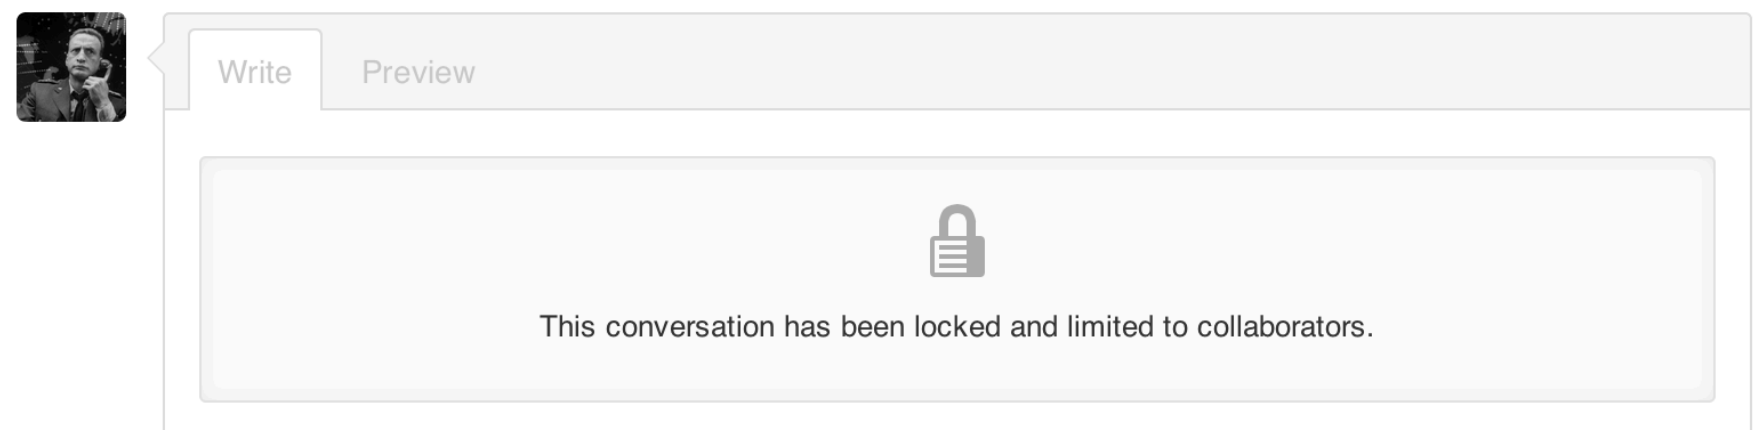 Write Preview
This conversation has been locked and limited to collaborators.